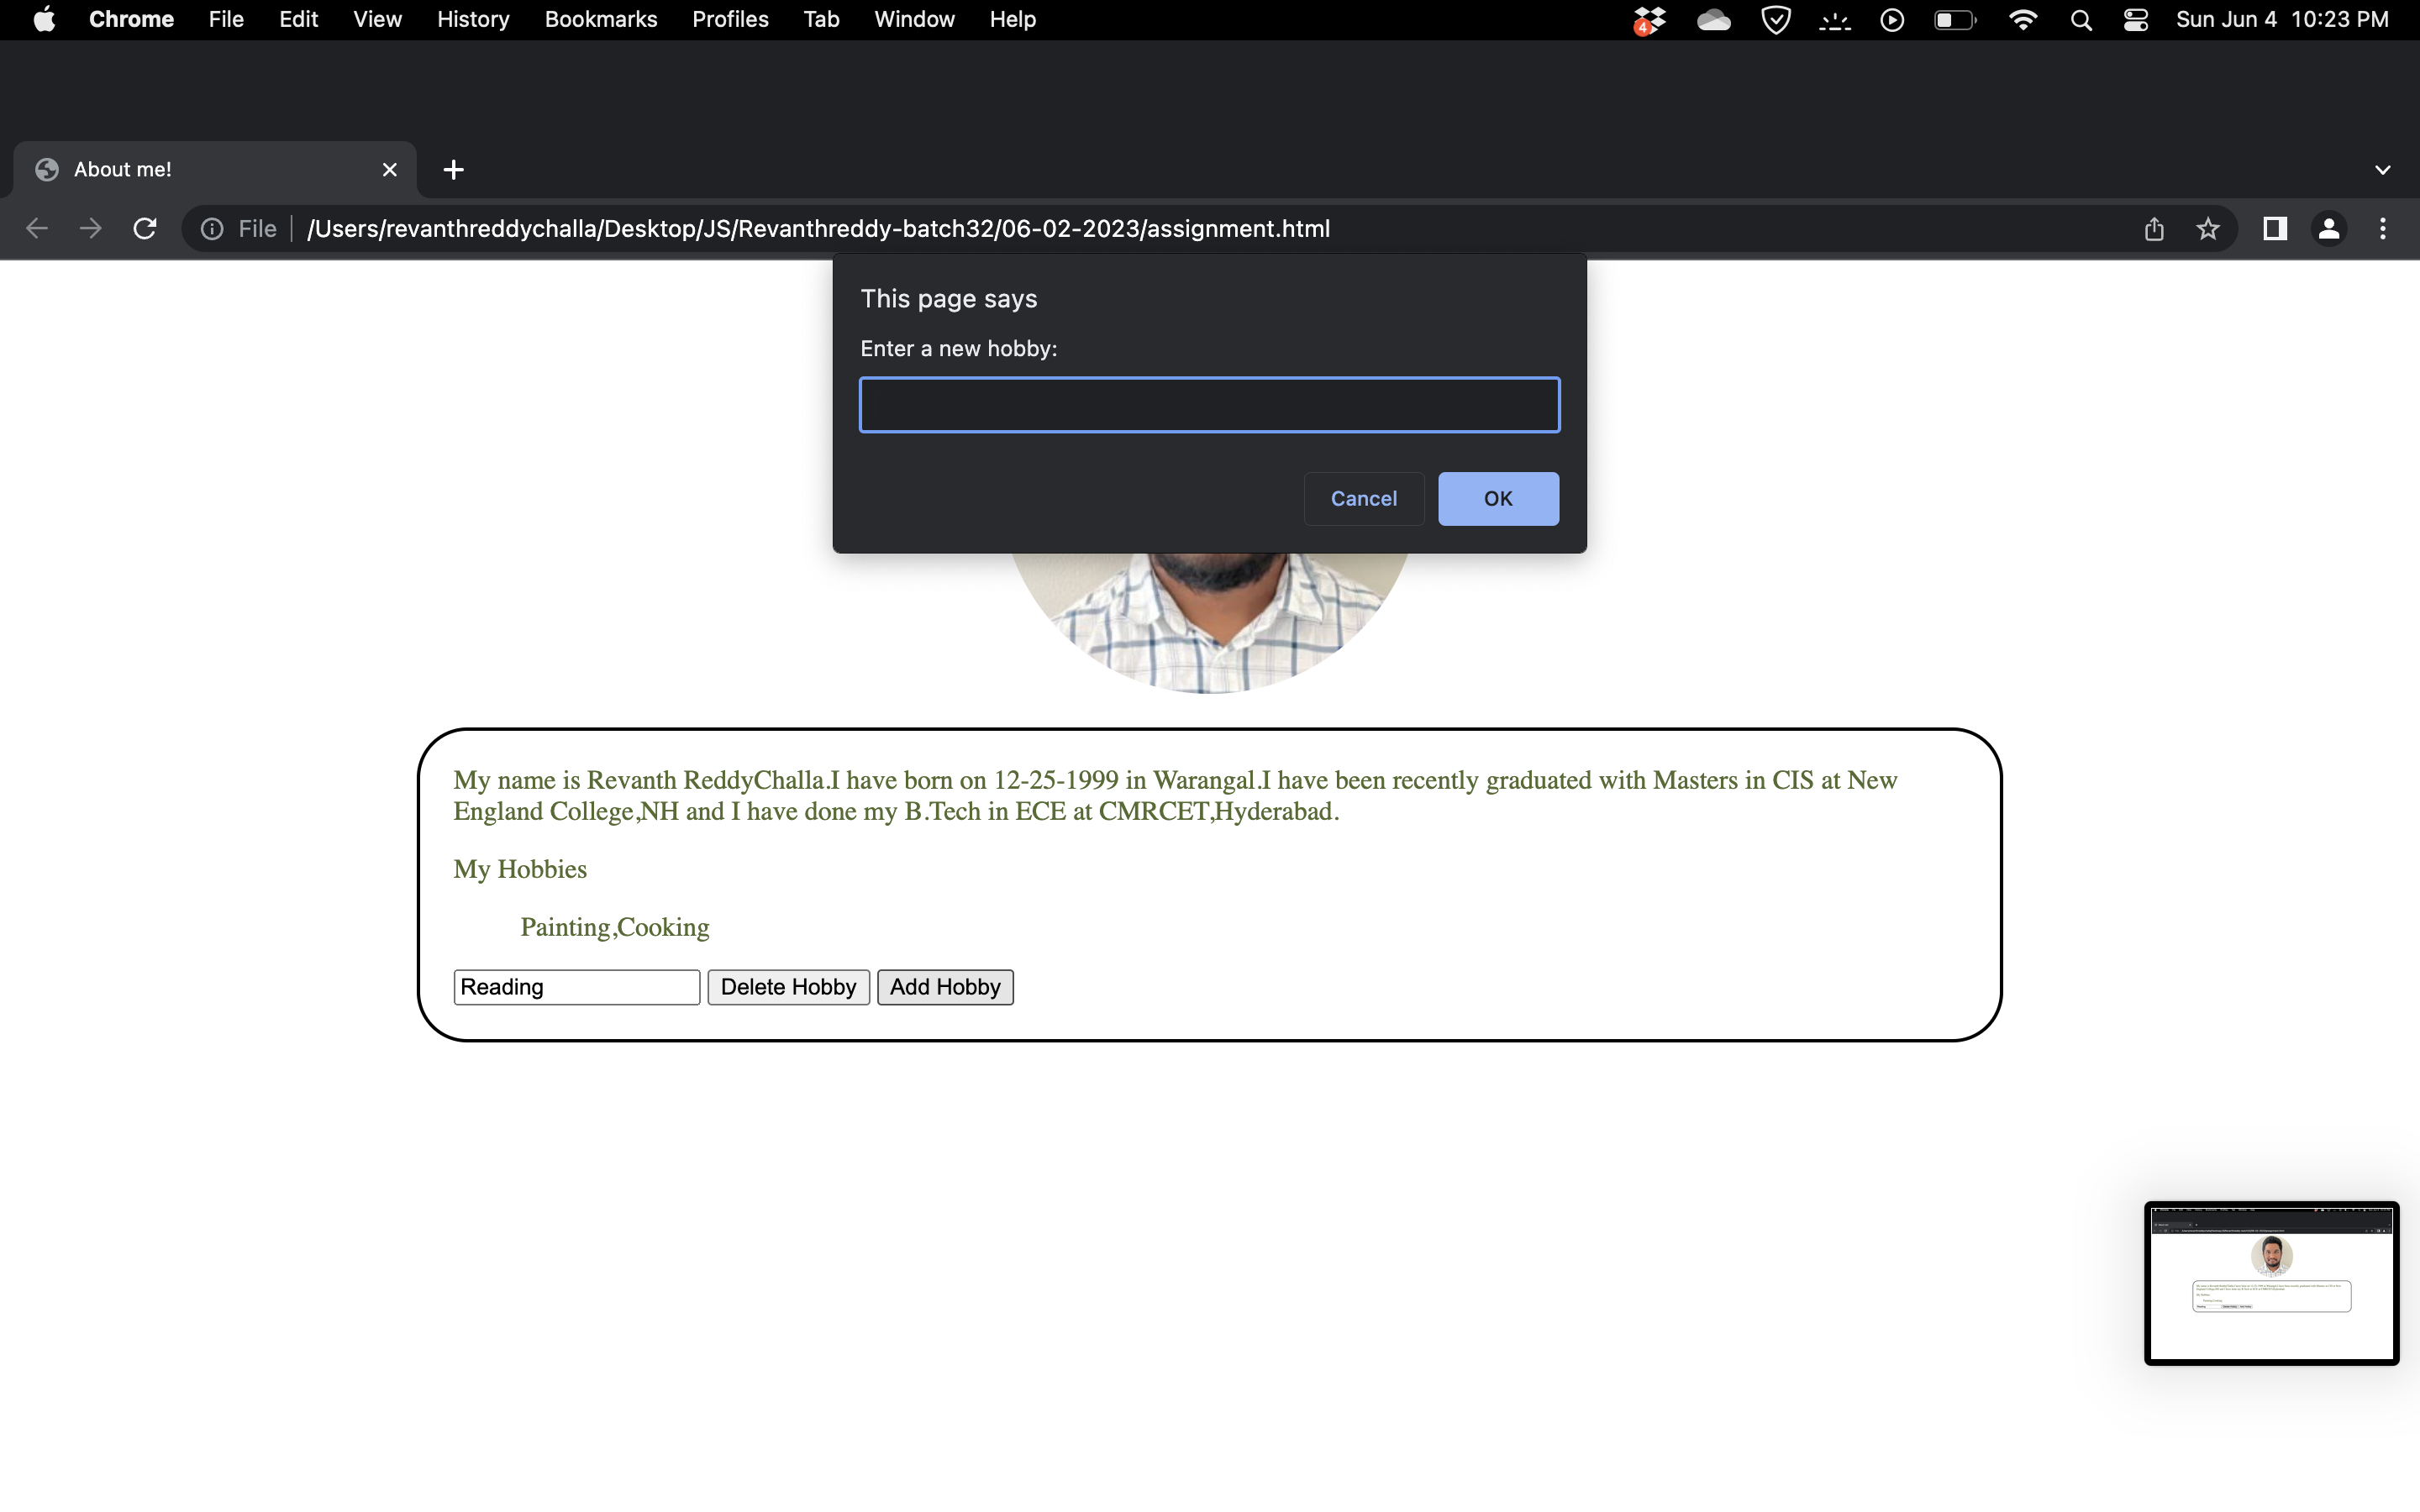 Chrome File Edit View History Bookmarks Profiles Tab Window Help 4 Sun Jun 4 10:23 PM
About me!
File /Users/revanthreddychalla/Desktop/JS/Revanthreddy-batch32/06-02-2023/assignment.html
This page says
Enter a new hobby:
Cancel OK
My name is Revanth ReddyChalla.I have born on 12-25-1999 in Warangal.I have been recently graduated with Masters in CIS at New
England College,NH and I have done my B.Tech in ECE at CMRCET,Hyderabad.
My Hobbies
Painting,Cooking
Reading Delete Hobby Add Hobby